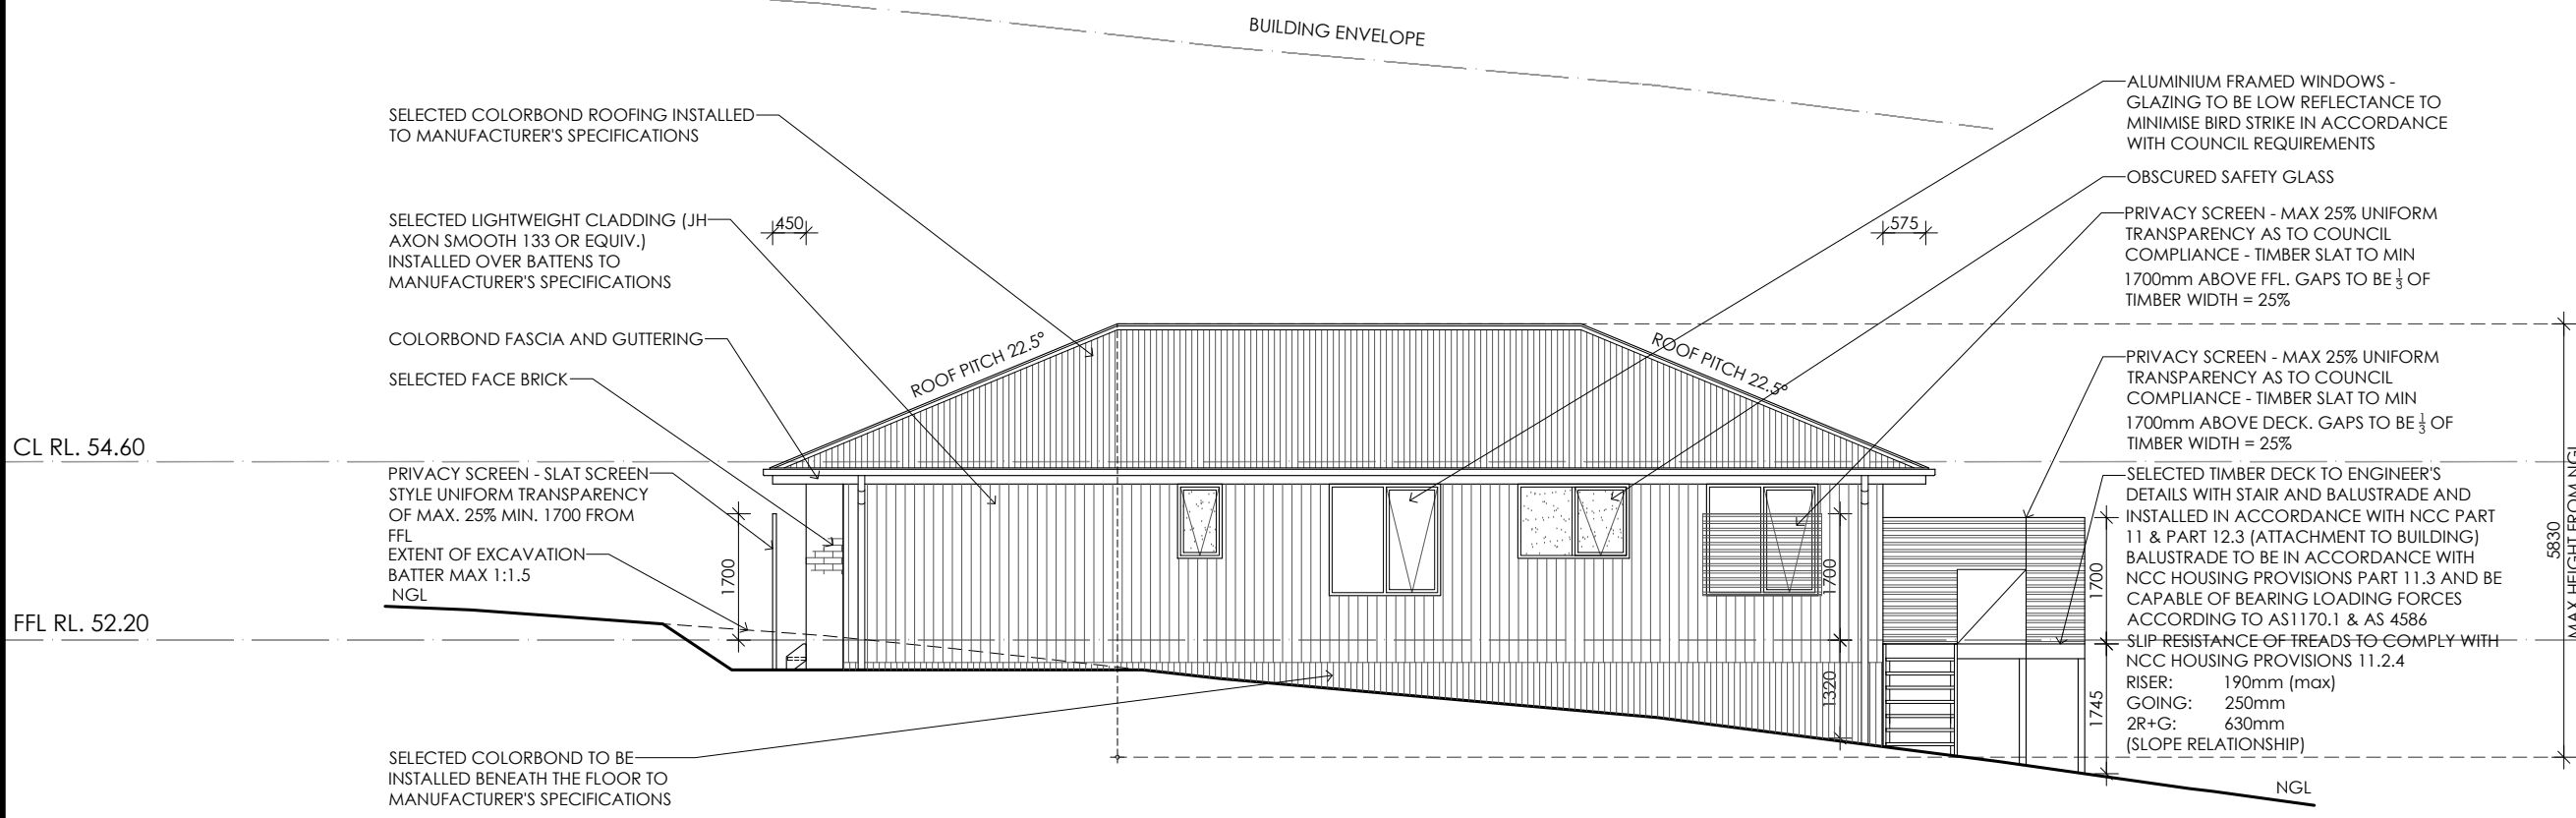 BUILDING ENVELOPE
SELECTED COLORBOND ROOFING INSTALLED
TO MANUFACTURER'S SPECIFICATIONS
SELECTED LIGHTWEIGHT CLADDING (JH
AXON SMOOTH 133 OR EQUIV.)
INSTALLED OVER BATTENS TO
MANUFACTURER'S SPECIFICATIONS
COLORBOND FASCIA AND GUTTERING
SELECTED FACE BRICK
CL RL. 54.60
PRIVACY SCREEN - SLAT SCREEN
STYLE UNIFORM TRANSPARENCY
OF MAX. 25% MIN. 1700 FROM
FFL
EXTENT OF EXCAVATION
BATTER MAX 1:1.5
NGL
FFL RL. 52.20
SELECTED COLORBOND TO BE
INSTALLED BENEATH THE FLOOR TO
MANUFACTURER'S SPECIFICATIONS
450
575
ROOF PITCH 22.5°
ROOF PITCH 22.5°
1700
1700
1320
1700
1745
ALUMINIUM FRAMED WINDOWS -
GLAZING TO BE LOW REFLECTANCE TO
MINIMISE BIRD STRIKE IN ACCORDANCE
WITH COUNCIL REQUIREMENTS
OBSCURED SAFETY GLASS
PRIVACY SCREEN - MAX 25% UNIFORM
TRANSPARENCY AS TO COUNCIL
COMPLIANCE - TIMBER SLAT TO MIN
1700mm ABOVE FFL. GAPS TO BE 1/3 OF
TIMBER WIDTH = 25%
PRIVACY SCREEN - MAX 25% UNIFORM
TRANSPARENCY AS TO COUNCIL
COMPLIANCE - TIMBER SLAT TO MIN
1700mm ABOVE DECK. GAPS TO BE 1/3 OF
TIMBER WIDTH = 25%
SELECTED TIMBER DECK TO ENGINEER'S
DETAILS WITH STAIR AND BALUSTRADE AND
INSTALLED IN ACCORDANCE WITH NCC PART
11 & PART 12.3 (ATTACHMENT TO BUILDING)
BALUSTRADE TO BE IN ACCORDANCE WITH
NCC HOUSING PROVISIONS PART 11.3 AND BE
CAPABLE OF BEARING LOADING FORCES
ACCORDING TO AS1170.1 & AS 4586
SLIP RESISTANCE OF TREADS TO COMPLY WITH
NCC HOUSING PROVISIONS 11.2.4
RISER: 190mm (max)
GOING: 250mm
2R+G: 630mm
(SLOPE RELATIONSHIP)
NGL
5830
MAX HEIGHT FROM NGL